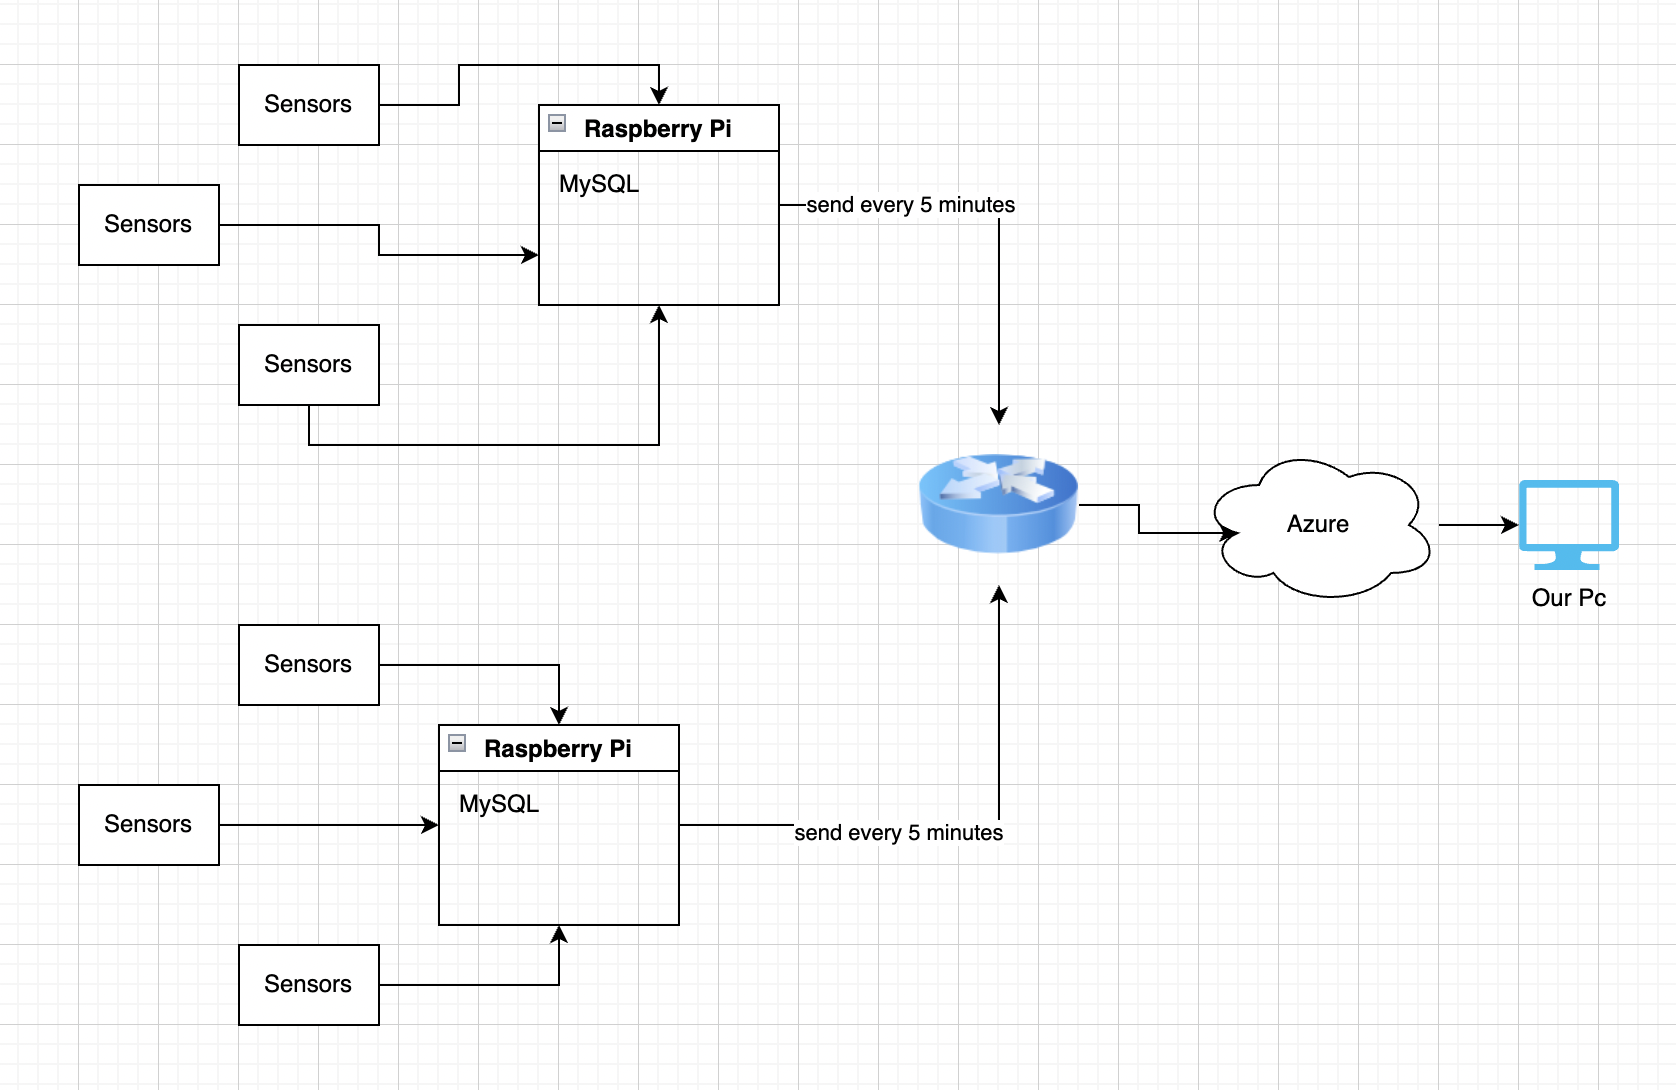 Sensors
Raspberry Pi
MySQL
send every 5 minutes
Sensors
Sensors
Azure
Our Pc
Sensors
Raspberry Pi
MySQL
Sensors
send every 5 minutes
Sensors